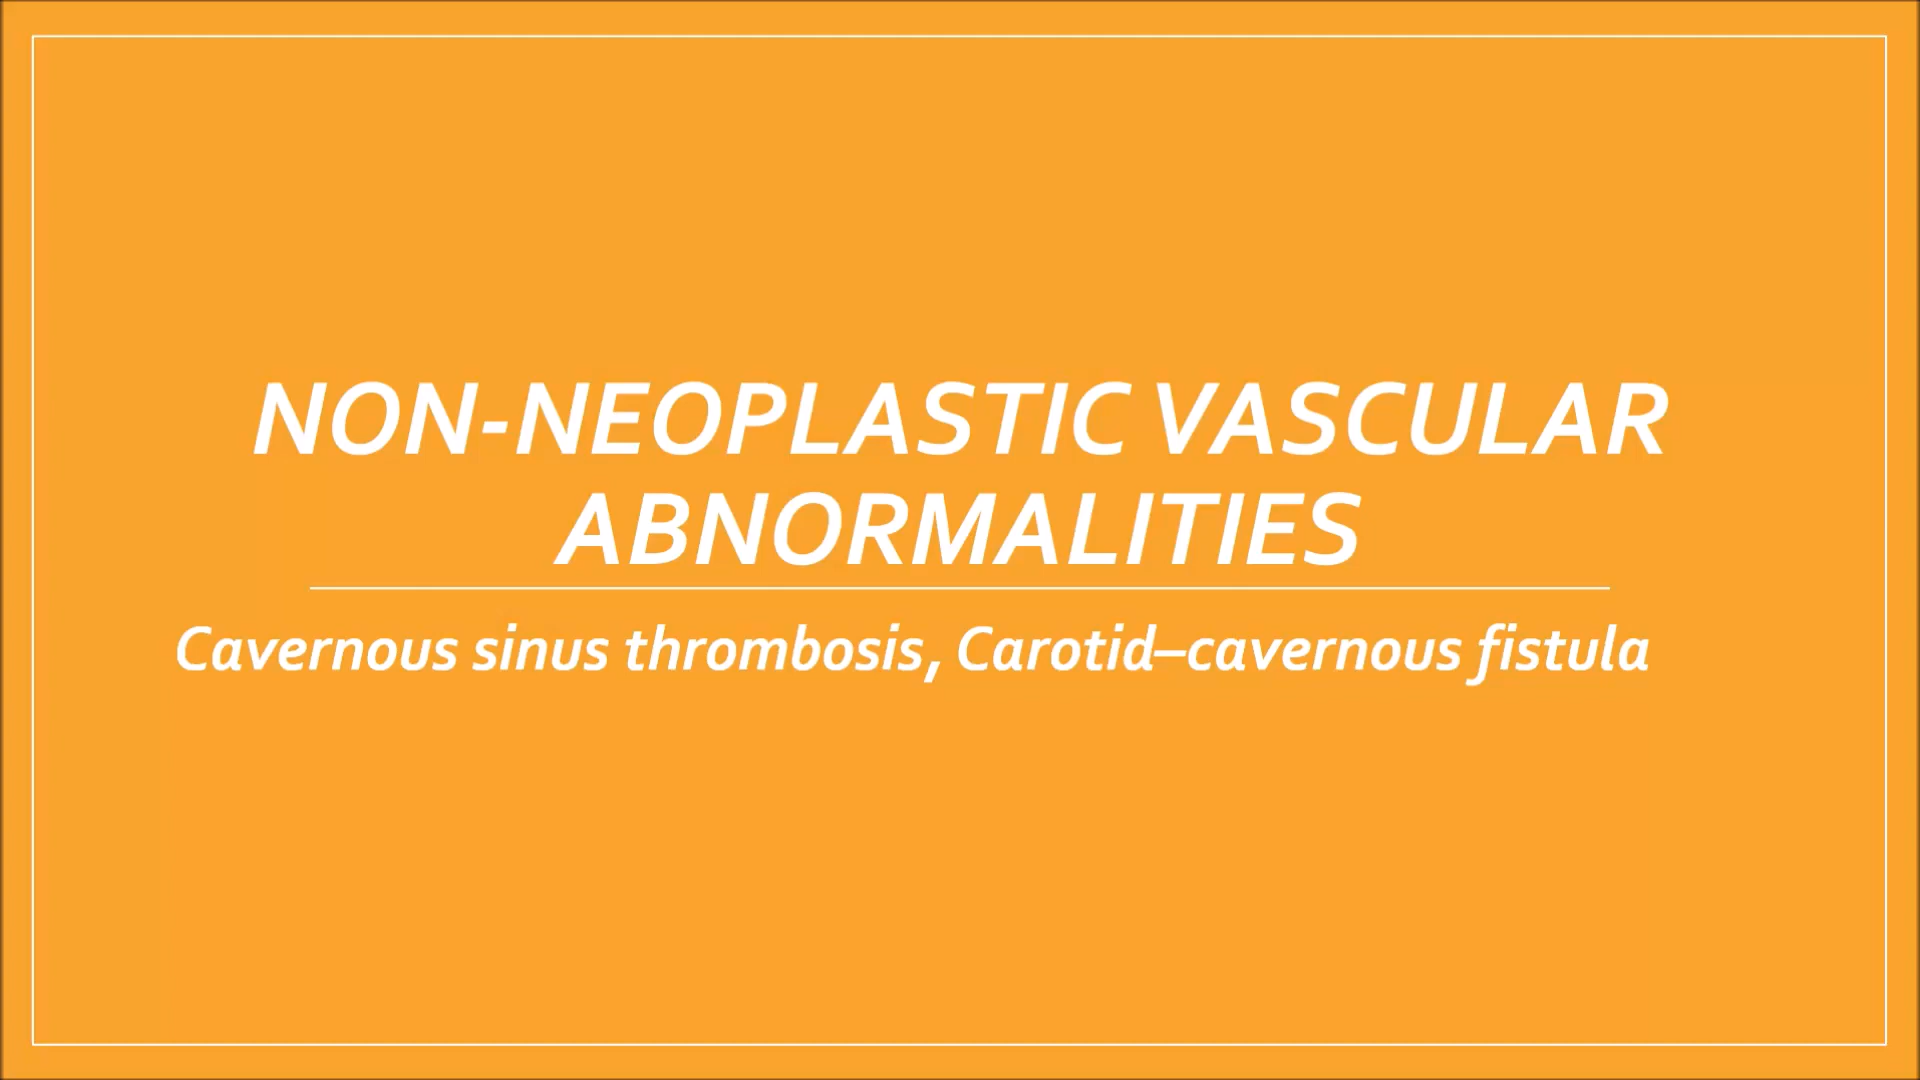 NON-NEOPLASTIC VASCULAR
ABNORMALITIES
Cavernous sinus thrombosis, Carotid–cavernous fistula